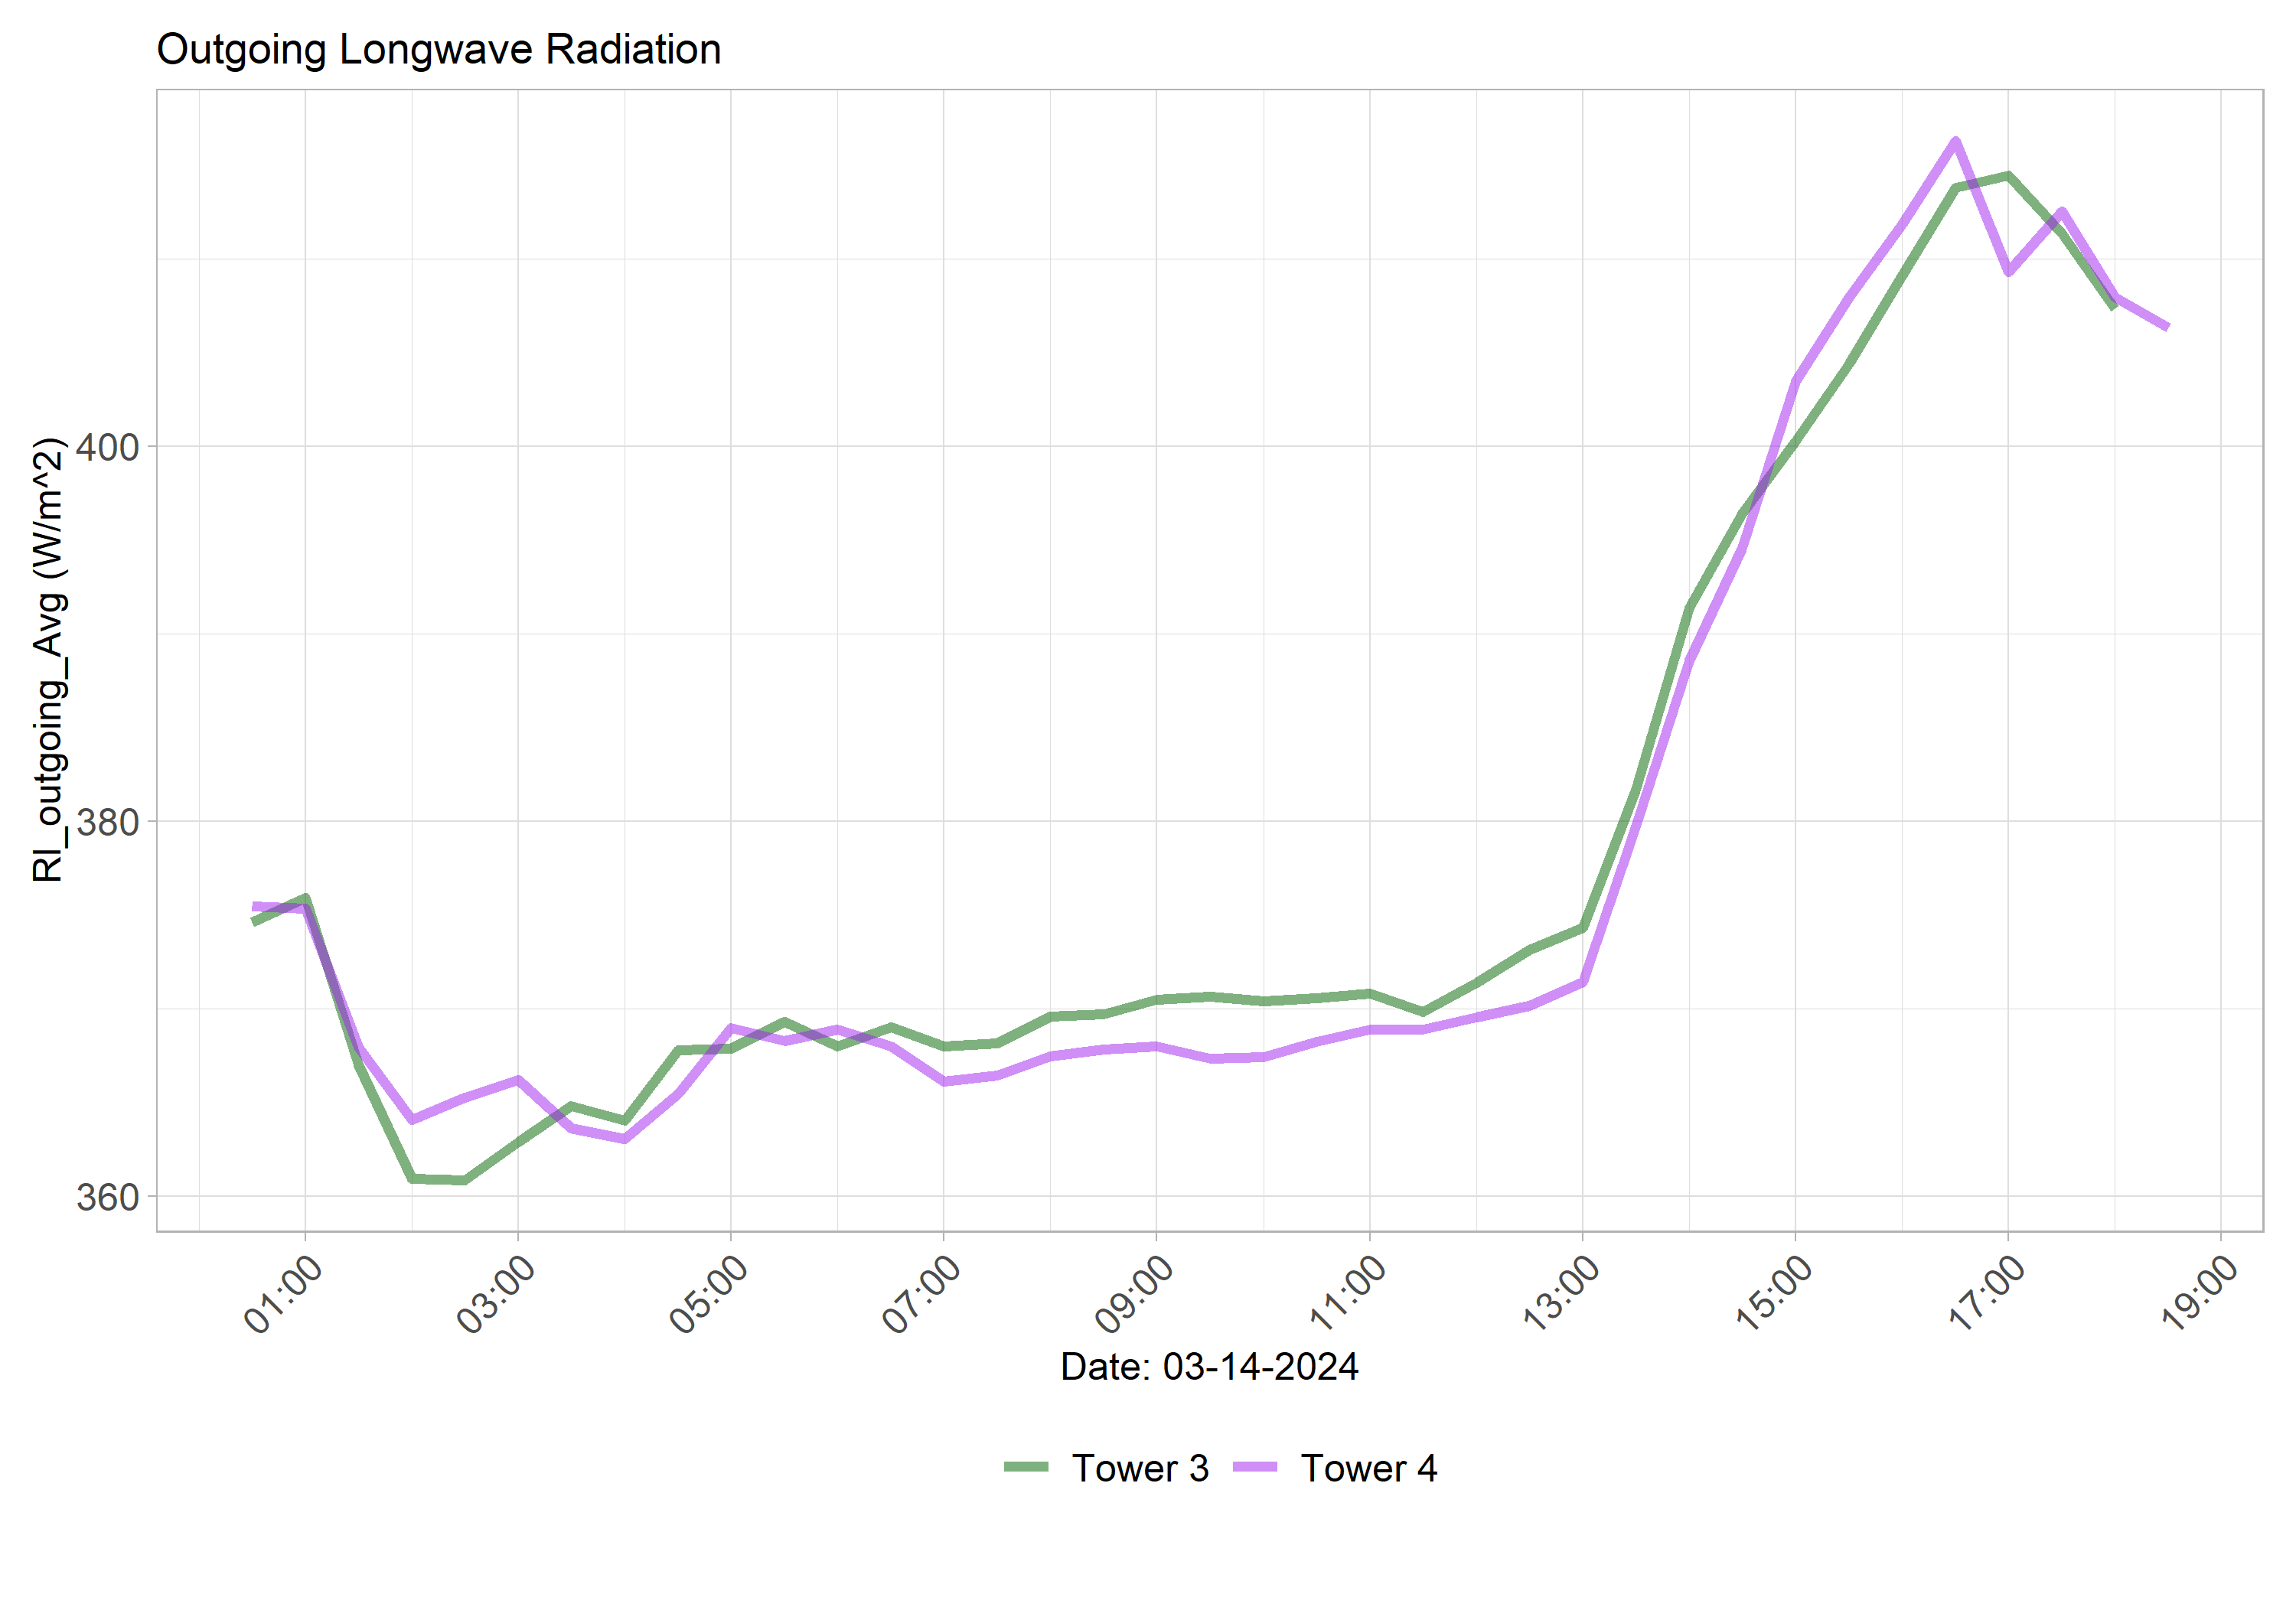 Outgoing Longwave Radiation
Rl_outgoing_Avg (W/m^2)
400
380
360
01:00 03:00 05:00 07:00 09:00 11:00 13:00 15:00 17:00 19:00
Date: 03-14-2024
Tower 3 Tower 4